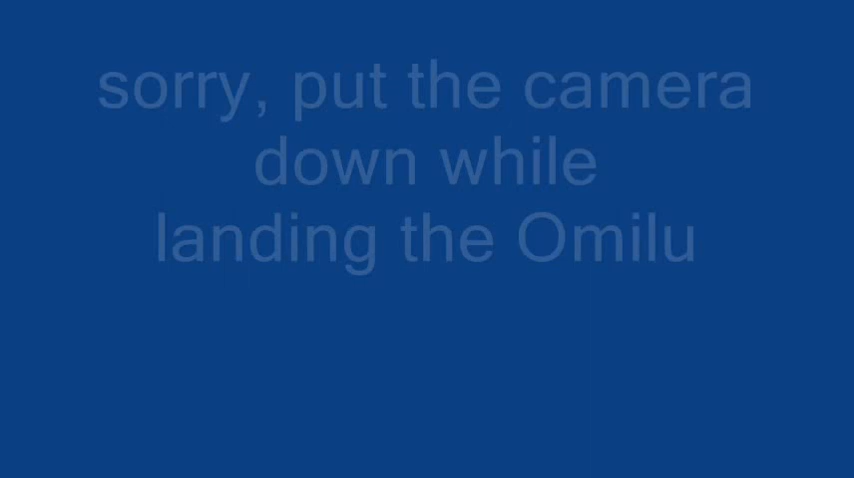 sorry, put the camera
down while
landing the Omilu